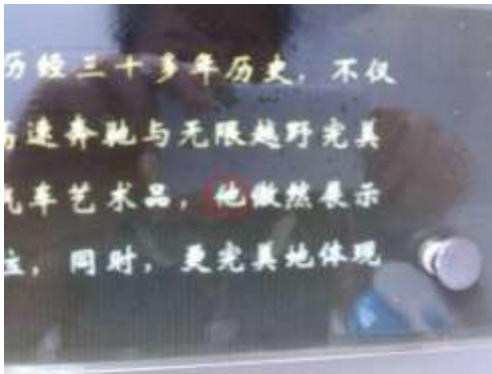 历经三十多年历史，不仅
高速奔驰与无限越野完美
汽车艺术品，他傲然展示
位，同时，更完美地体现